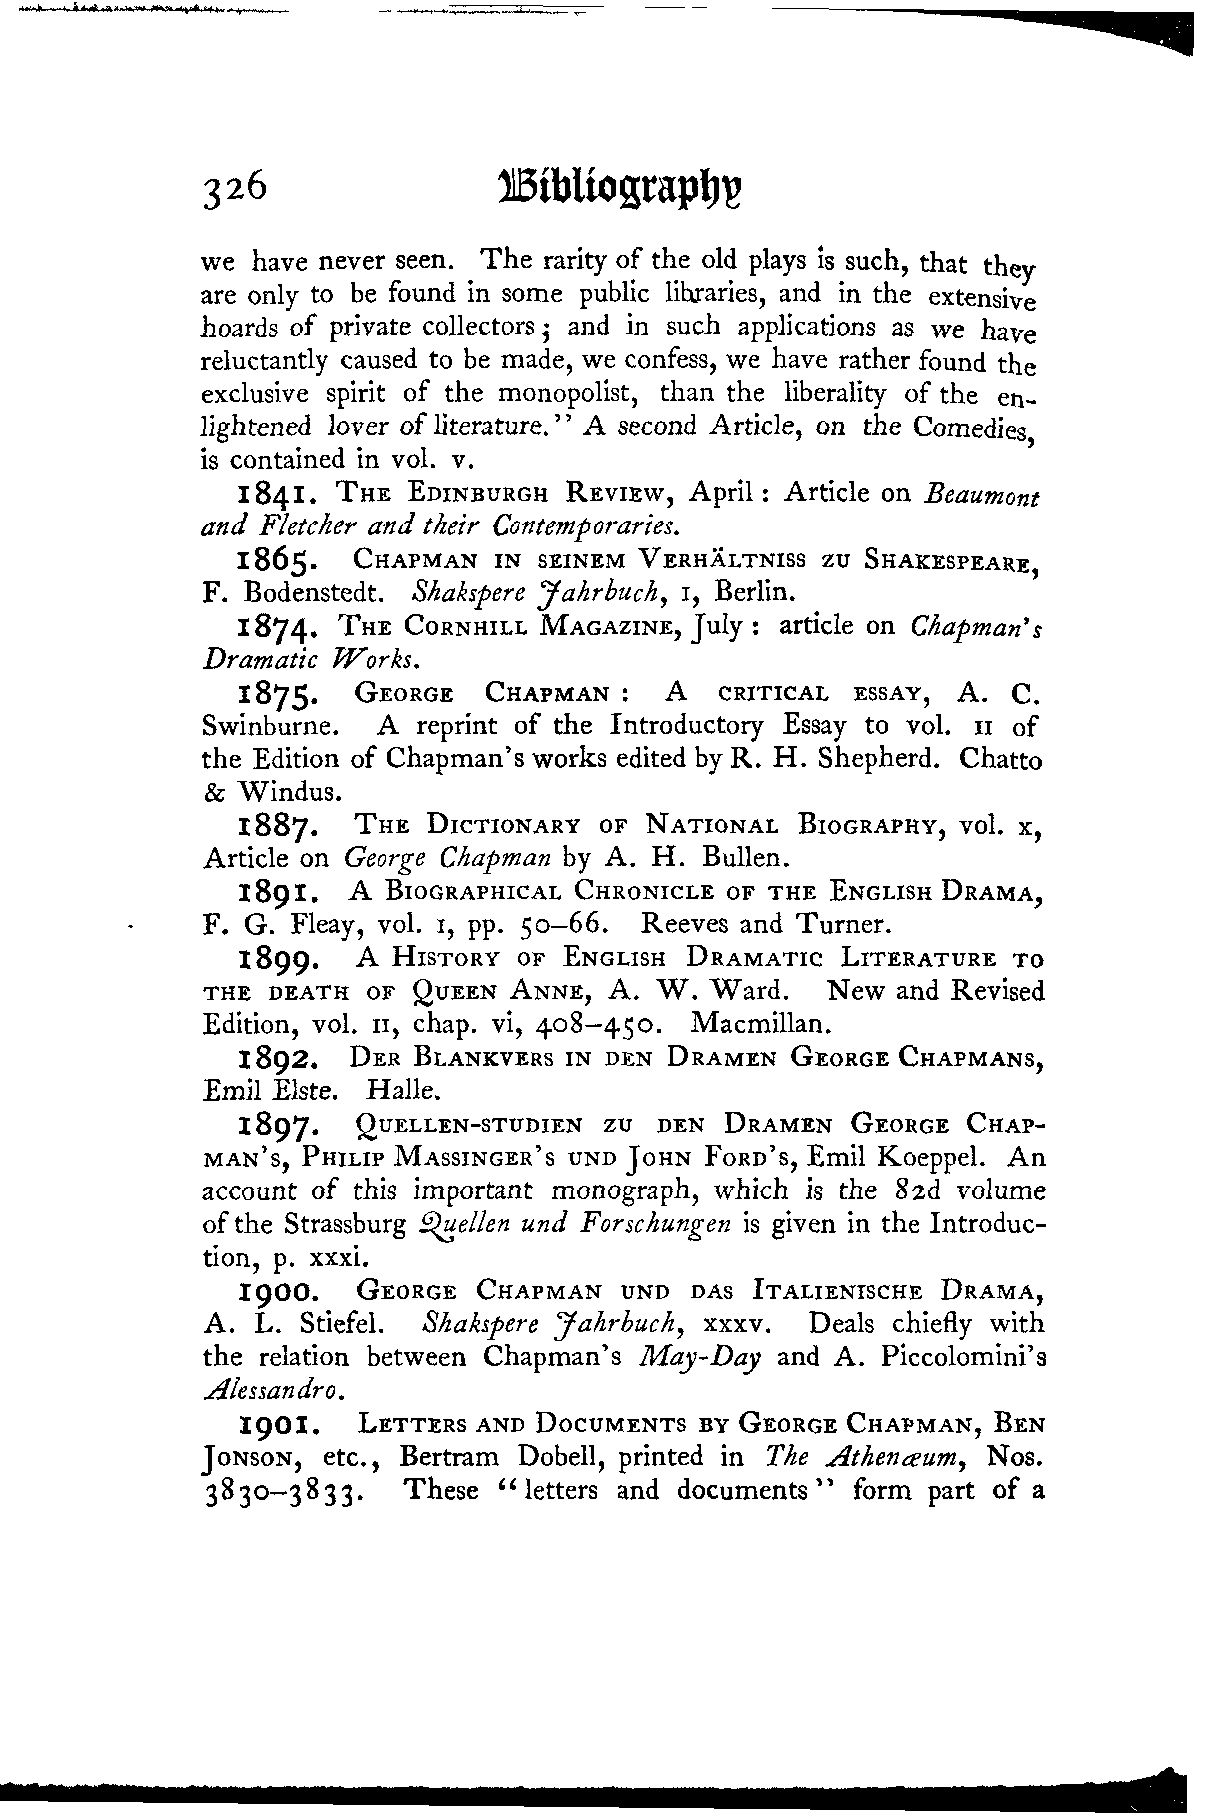 326 Bibliography
we have never seen. The rarity of the old plays is such, that they
are only to be found in some public libraries, and in the extensive
hoards of private collectors; and in such applications as we have
reluctantly caused to be made, we confess, we have rather found the
exclusive spirit of the monopolist, than the liberality of the en-
lightened lover of literature.” A second Article, on the Comedies,
is contained in vol. v.
1841. The Edinburgh Review, April: Article on Beaumont
and Fletcher and their Contemporaries.
1865. Chapman in seinem Verhältniss zu Shakespeare,
F. Bodenstedt. Shakspere Jahrbuch, I, Berlin.
1874. The Cornhill Magazine, July: article on Chapman's
Dramatic Works.
1875. George Chapman: A critical essay, A. C.
Swinburne. A reprint of the Introductory Essay to vol. II of
the Edition of Chapman's works edited by R. H. Shepherd. Chatto
& Windus.
1887. The Dictionary of National Biography, vol. x,
Article on George Chapman by A. H. Bullen.
1891. A Biographical Chronicle of the English Drama,
F. G. Fleay, vol. I, pp. 50–66. Reeves and Turner.
1899. A History of English Dramatic Literature to
the death of Queen Anne, A. W. Ward. New and Revised
Edition, vol. II, chap. vi, 408–450. Macmillan.
1892. Der Blankvers in den Dramen George Chapmans,
Emil Elste. Halle.
1897. Quellen-studien zu den Dramen George Chap-
man's, Philip Massinger's und John Ford's, Emil Koeppel. An
account of this important monograph, which is the 82d volume
of the Strassburg Quellen und Forschungen is given in the Introduc-
tion, p. xxxi.
1900. George Chapman und das Italienische Drama,
A. L. Stiefel. Shakspere Jahrbuch, xxxv. Deals chiefly with
the relation between Chapman's May-Day and A. Piccolomini's
Alessandro.
1901. Letters and Documents by George Chapman, Ben
Jonson, etc., Bertram Dobell, printed in The Athenæum, Nos.
3830–3833. These “letters and documents” form part of a